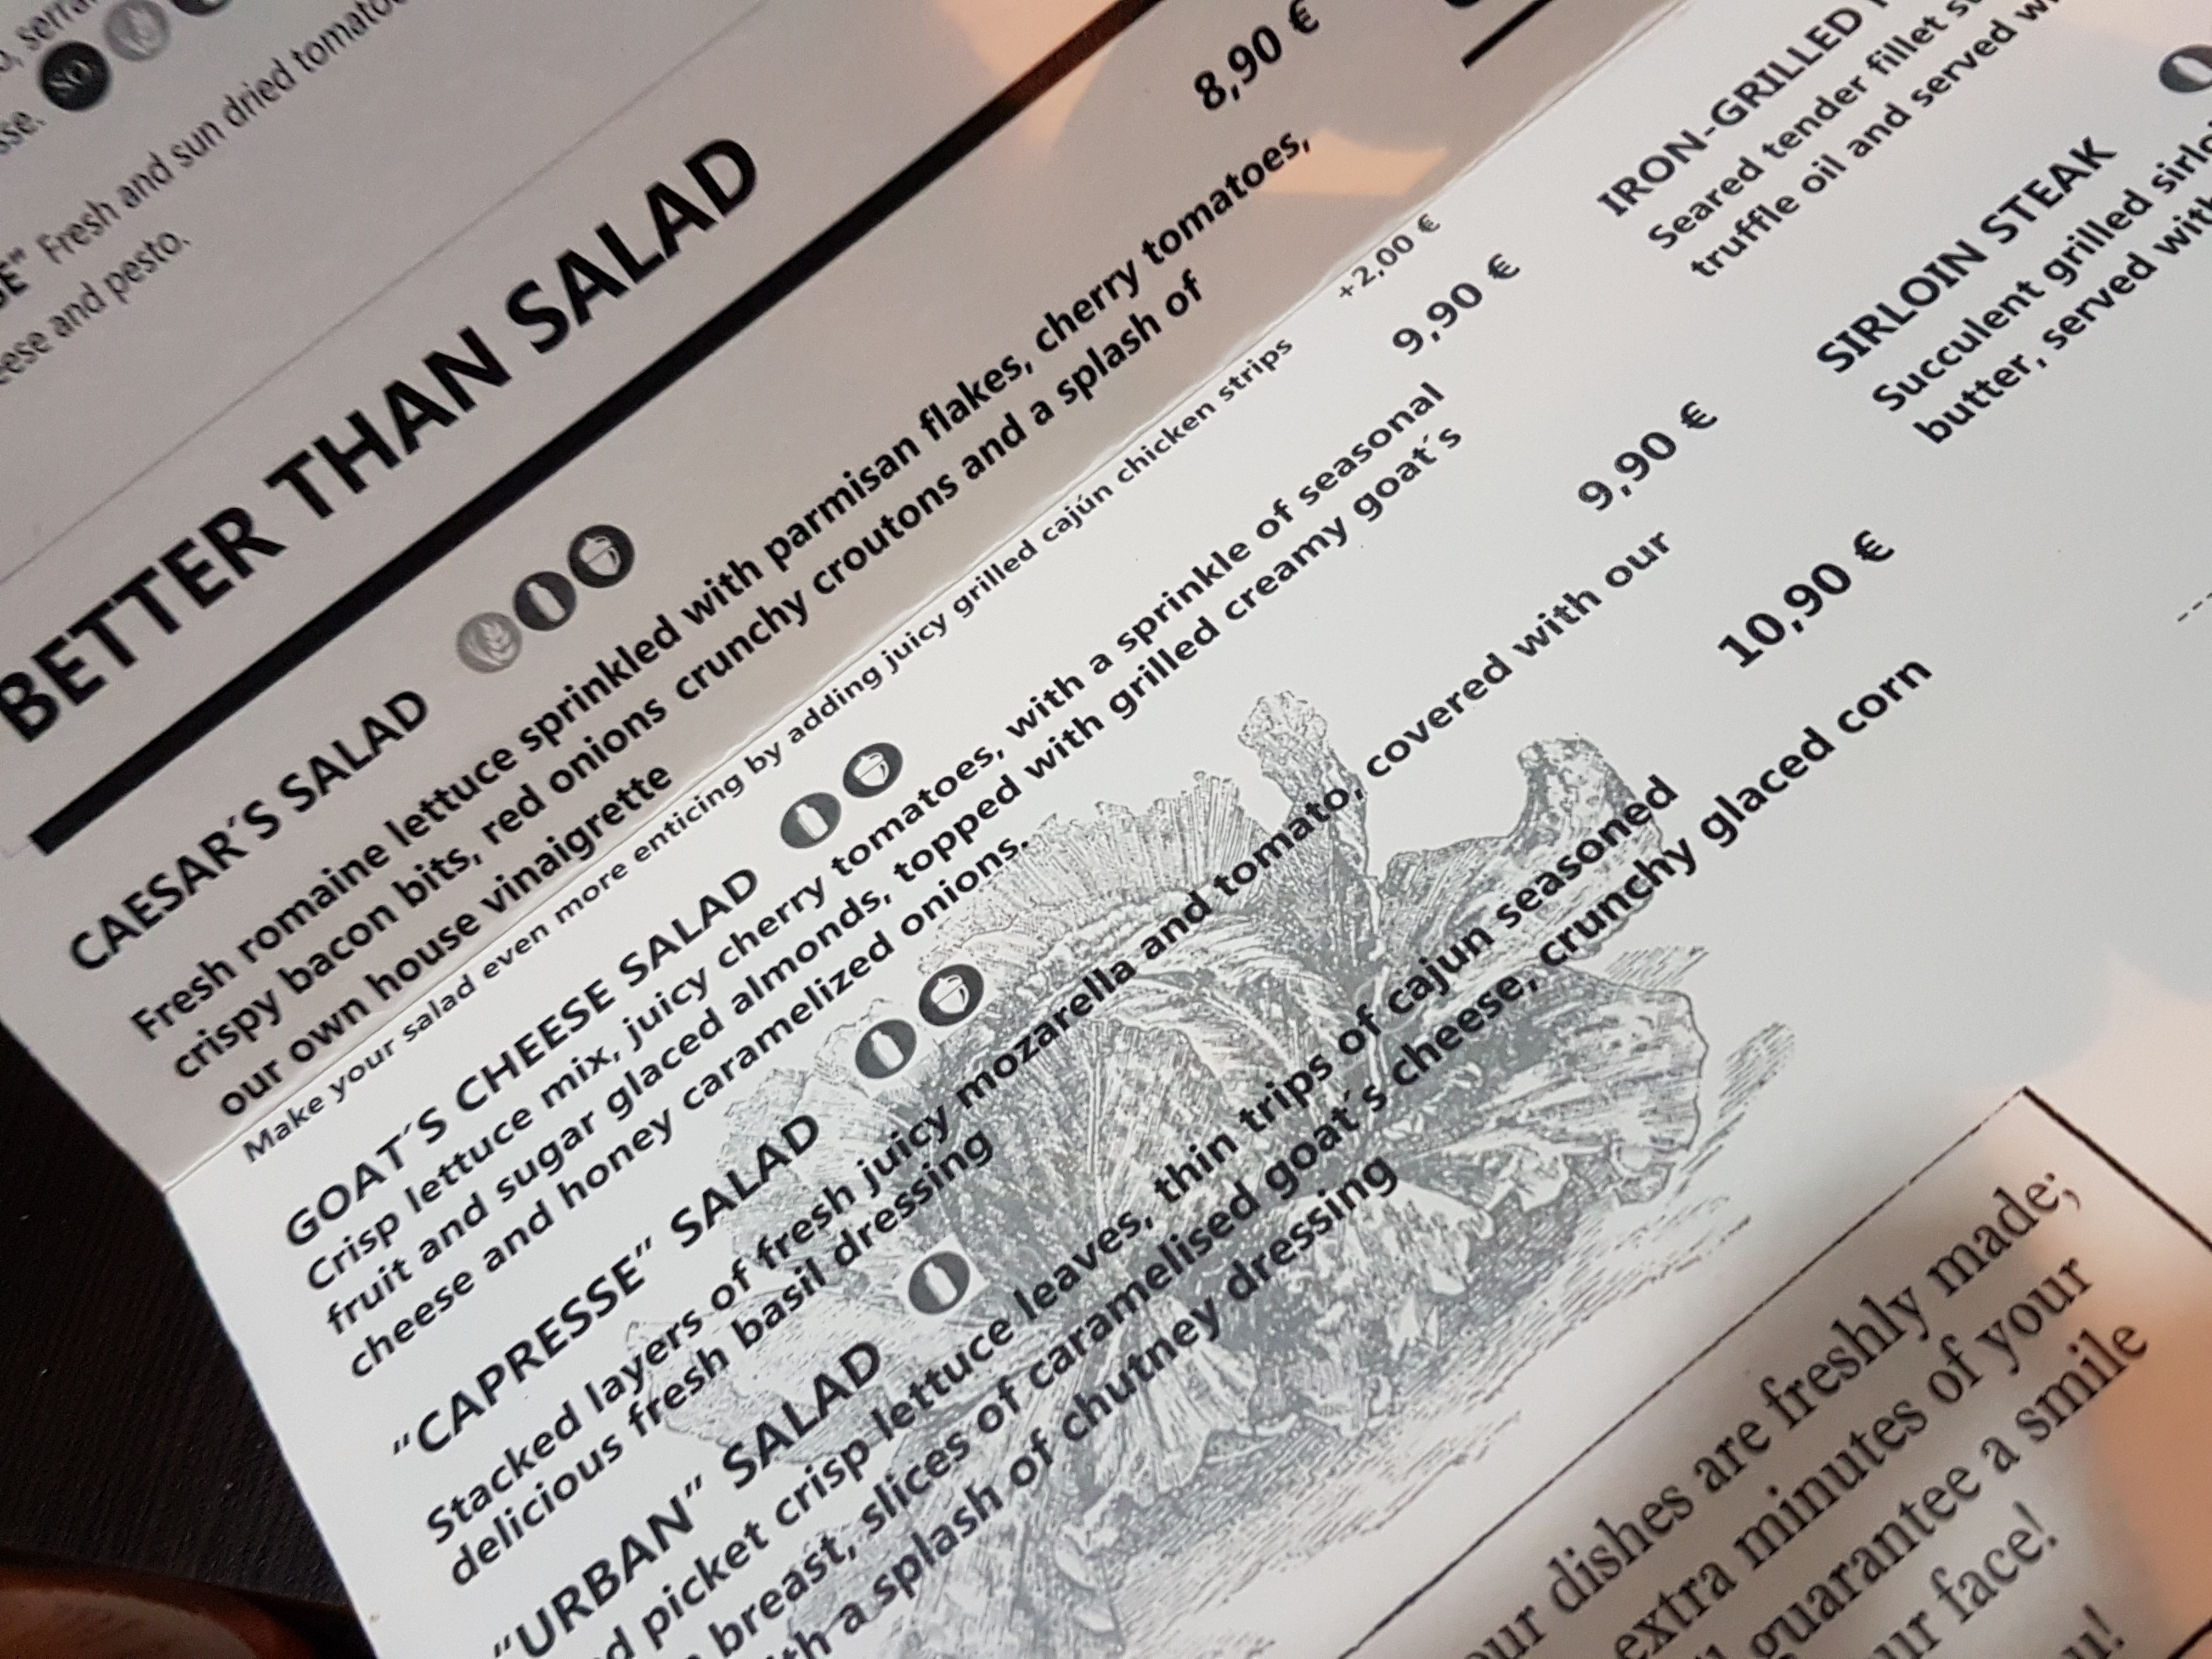 , serra
sse. SO
SE" Fresh and sun dried tomato
eese and pesto.
BETTER THAN SALAD
CAESAR´S SALAD 8,90 €
Fresh romaine lettuce sprinkled with parmisan flakes, cherry tomatoes,
crispy bacon bits, red onions crunchy croutons and a splash of
our own house vinaigrette
Make your salad even more enticing by adding juicy grilled cajún chicken strips +2,00 €
GOAT´S CHEESE SALAD 9,90 €
Crisp lettuce mix, juicy cherry tomatoes, with a sprinkle of seasonal
fruit and sugar glaced almonds, topped with grilled creamy goat´s
cheese and honey caramelized onions.
"CAPRESSE" SALAD 9,90 €
Stacked layers of fresh juicy mozarella and tomato, covered with our
delicious fresh basil dressing
"URBAN" SALAD 10,90 €
d picket crisp lettuce leaves, thin trips of cajun seasoned
n breast, slices of caramelised goat´s cheese, crunchy glaced corn
ith a splash of chutney dressing
IRON-GRILLED
Seared tender fillet
truffle oil and served
SIRLOIN STEAK
Succulent grilled sirlo
butter, served with
our dishes are freshly made;
extra minutes of your
guarantee a smile
ur face!
u!